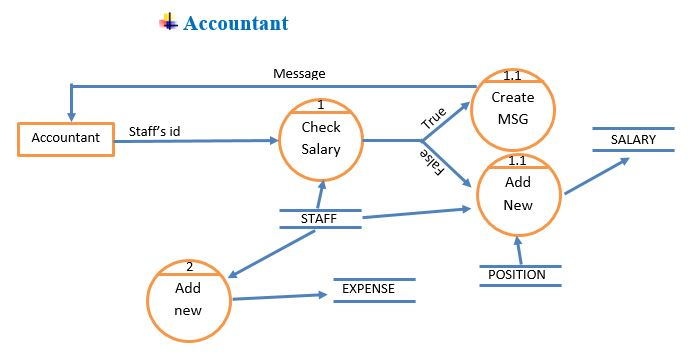 Accountant
Message
1.1
Create
MSG
1
Check
Salary
True
False
Accountant
Staff's id
1.1
Add
New
SALARY
STAFF
POSITION
2
Add
new
EXPENSE